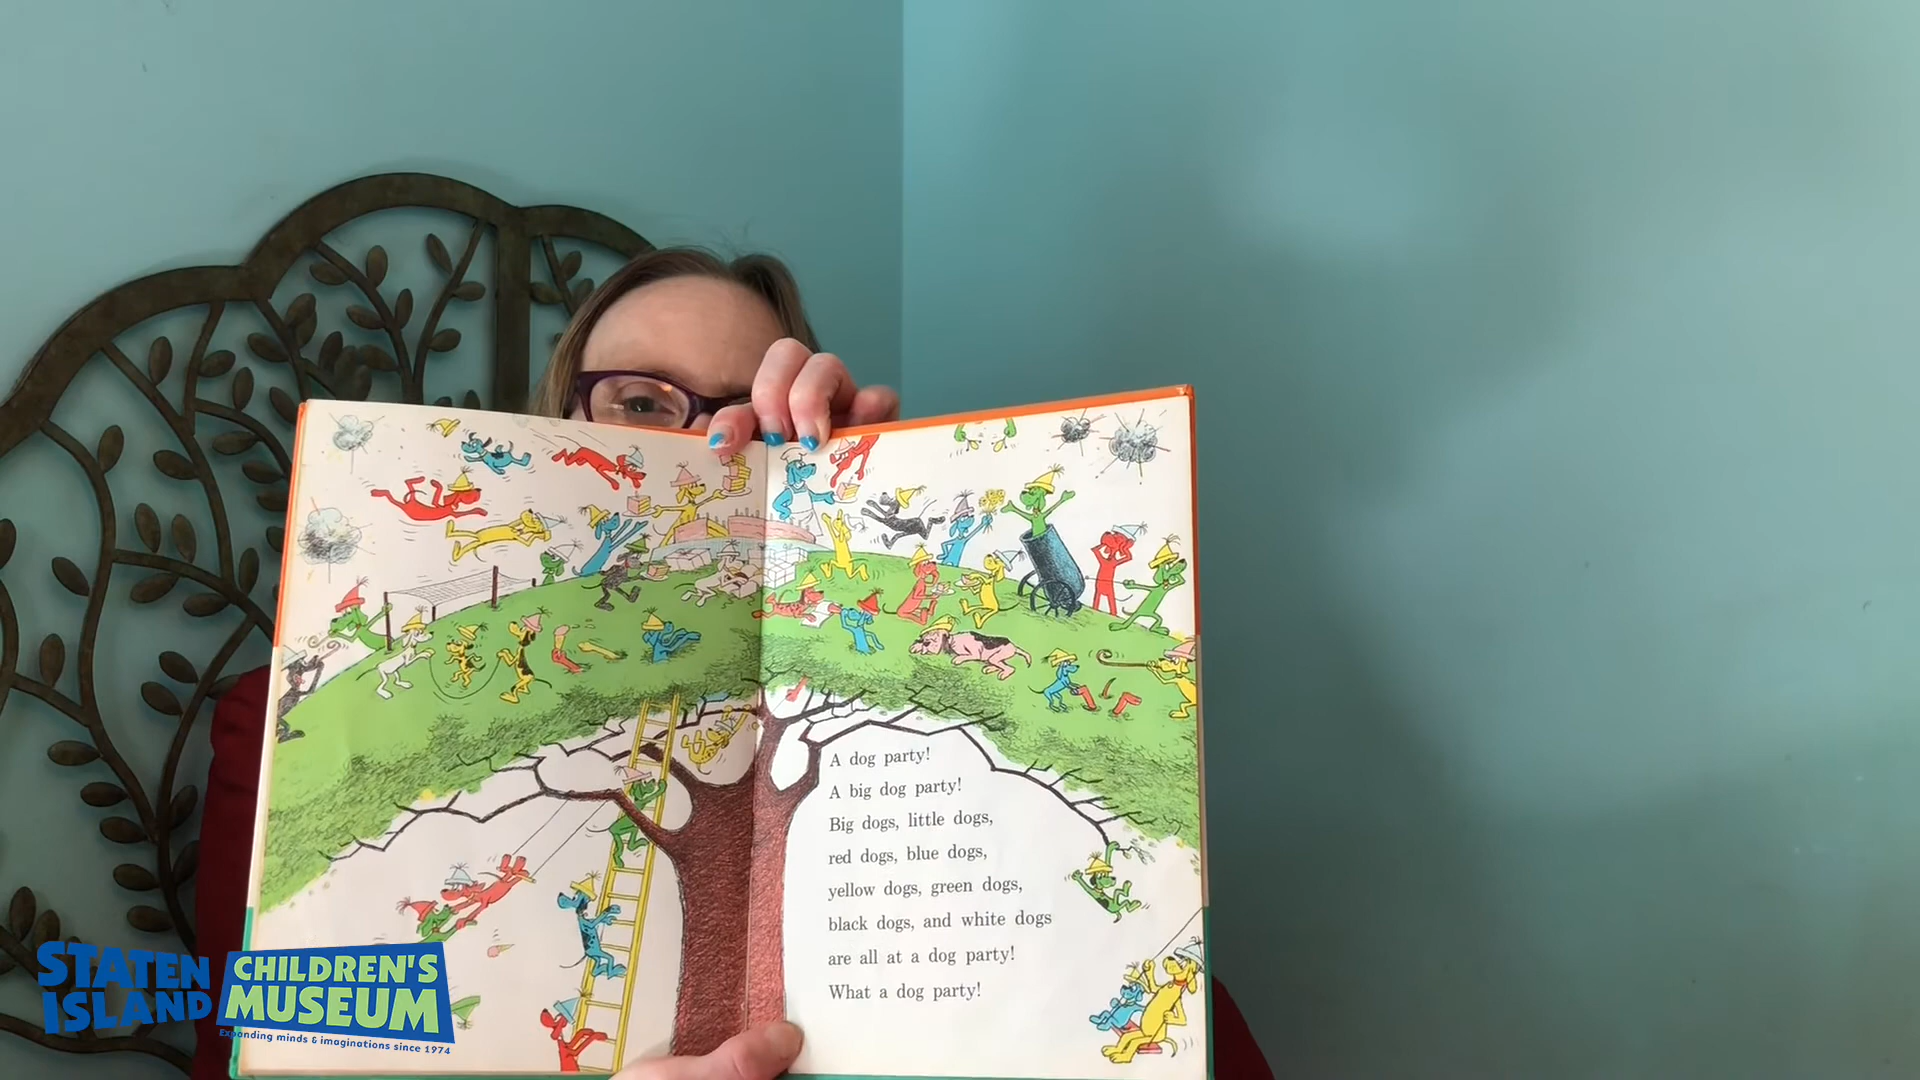 A dog party!
A big dog party!
Big dogs, little dogs,
red dogs, blue dogs,
yellow dogs, green dogs,
black dogs, and white dogs
are all at a dog party!
What a dog party!
STATEN
ISLAND
CHILDREN'S
MUSEUM
Expanding minds & imaginations since 1974